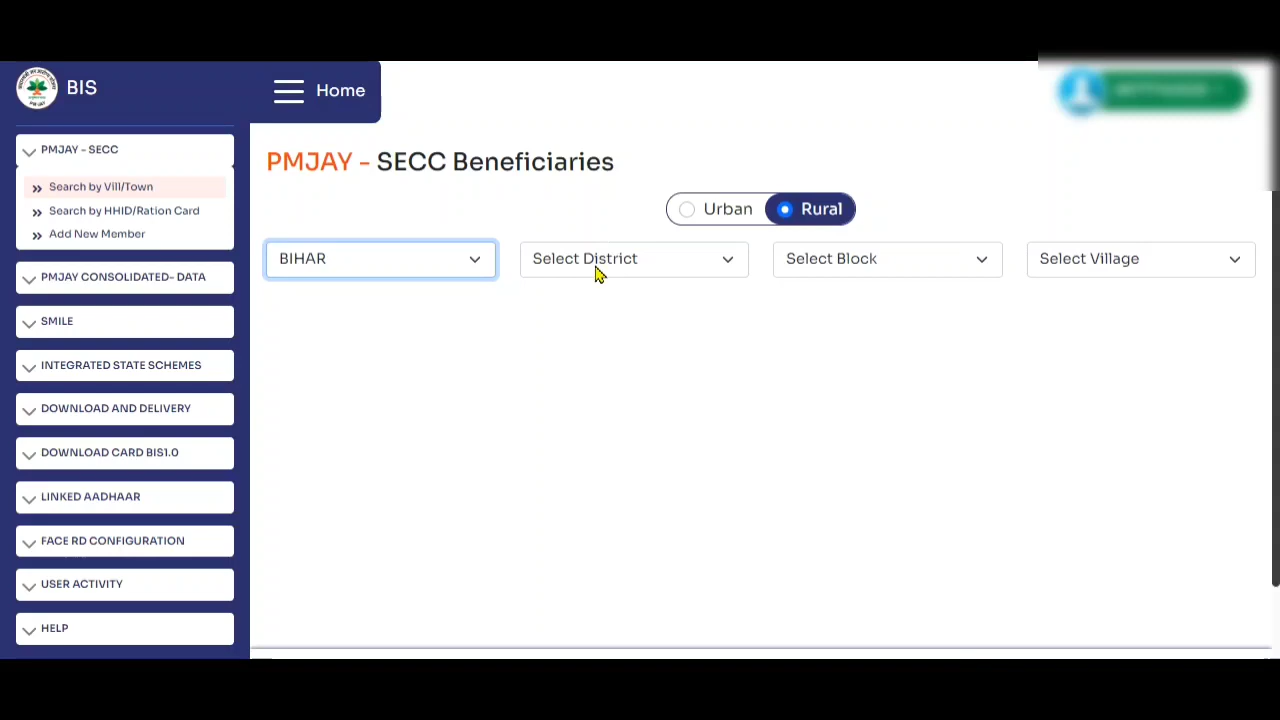 BIS
Home
PMJAY - SECC
Search by Vill/Town
Search by HHID/Ration Card
Add New Member
PMJAY CONSOLIDATED- DATA
SMILE
INTEGRATED STATE SCHEMES
DOWNLOAD AND DELIVERY
DOWNLOAD CARD BIS1.0
LINKED AADHAAR
FACE RD CONFIGURATION
USER ACTIVITY
HELP
PMJAY - SECC Beneficiaries
Urban Rural
BIHAR Select District Select Block Select Village